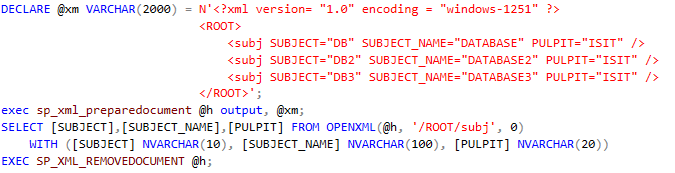 DECLARE @xm VARCHAR(2000) = N'<?xml version= "1.0" encoding = "windows-1251" ?>
<ROOT>
<subj SUBJECT="DB" SUBJECT_NAME="DATABASE" PULPIT="ISIT" />
<subj SUBJECT="DB2" SUBJECT_NAME="DATABASE2" PULPIT="ISIT" />
<subj SUBJECT="DB3" SUBJECT_NAME="DATABASE3" PULPIT="ISIT" />
</ROOT>';
exec sp_xml_preparedocument @h output, @xm;
SELECT [SUBJECT],[SUBJECT_NAME],[PULPIT] FROM OPENXML(@h, '/ROOT/subj', 0)
WITH ([SUBJECT] NVARCHAR(10), [SUBJECT_NAME] NVARCHAR(100), [PULPIT] NVARCHAR(20))
EXEC SP_XML_REMOVEDOCUMENT @h;